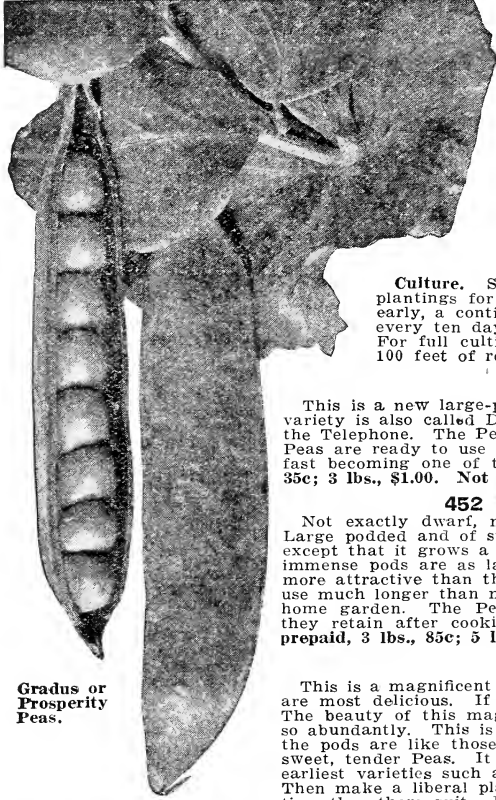 Culture. S
plantings for
early, a conti
every ten day
For full culti
100 feet of r
This is a new large-p
variety is also called D
the Telephone. The Pe
Peas are ready to use
fast becoming one of t
35c; 3 lbs., $1.00. Not
452
Not exactly dwarf, r
Large podded and of s
except that it grows a
immense pods are as la
more attractive than th
use much longer than n
home garden. The Pe
they retain after cooki
prepaid, 3 lbs., 85c; 5 l
Gradus or
Prosperity
Peas.
This is a magnificent
are most delicious. If
The beauty of this mag
so abundantly. This is
the pods are like those
sweet, tender Peas. It
earliest varieties such a
Then make a liberal pla